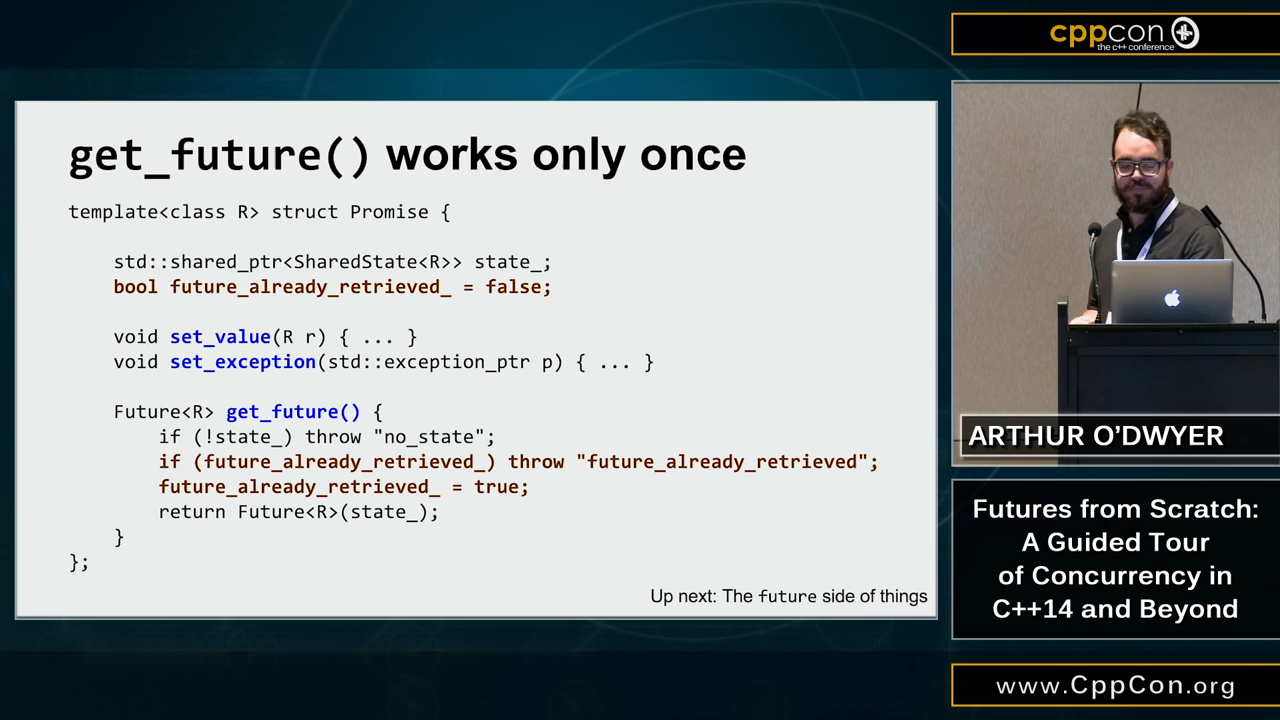 get_future() works only once
template<class R> struct Promise {
std::shared_ptr<SharedState<R>> state_;
bool future_already_retrieved_ = false;
void set_value(R r) { ... }
void set_exception(std::exception_ptr p) { ... }
Future<R> get_future() {
if (!state_) throw "no_state";
if (future_already_retrieved_) throw "future_already_retrieved";
future_already_retrieved_ = true;
return Future<R>(state_);
}
};
Up next: The future side of things
cppcon
the c++ conference
ARTHUR O'DWYER
Futures from Scratch:
A Guided Tour
of Concurrency in
C++14 and Beyond
www.CppCon.org